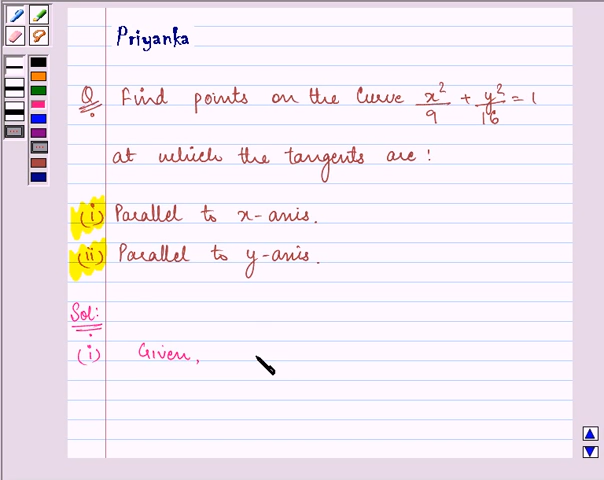 Priyanka
Q Find points on the curve x²/9 + y²/16 = 1
at which the tangents are :
(i) Parallel to x-axis.
(ii) Parallel to y-axis.
Sol:
(i) Given,